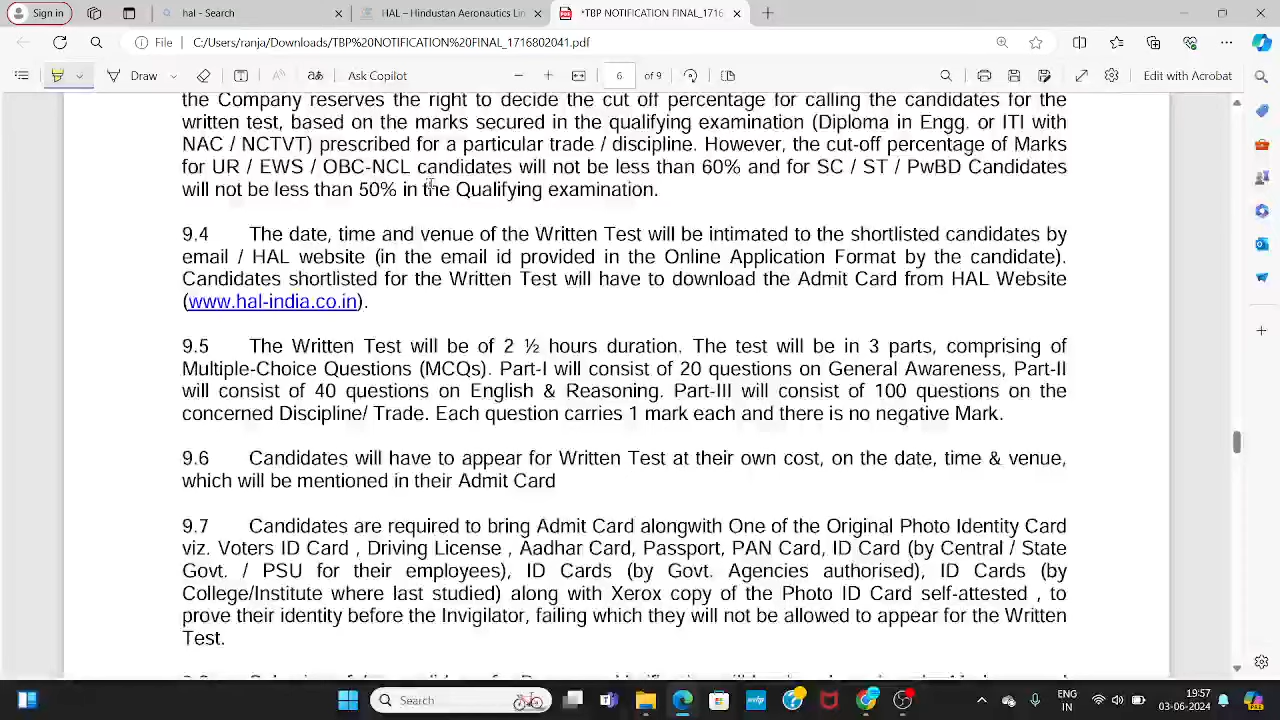 Sign in
hal - Search
HAL – Hindustan Aeronautics Lin
*TBP NOTIFICATION FINAL_1716
File
C:/Users/ranja/Downloads/TBP%20NOTIFICATION%20FINAL_1716802041.pdf
Draw
Ask Copilot
6 of 9
Edit with Acrobat
the Company reserves the right to decide the cut off percentage for calling the candidates for the
written test, based on the marks secured in the qualifying examination (Diploma in Engg. or ITI with
NAC / NCTVT) prescribed for a particular trade / discipline. However, the cut-off percentage of Marks
for UR / EWS / OBC-NCL candidates will not be less than 60% and for SC / ST / PwBD Candidates
will not be less than 50% in the Qualifying examination.
9.4 The date, time and venue of the Written Test will be intimated to the shortlisted candidates by
email / HAL website (in the email id provided in the Online Application Format by the candidate).
Candidates shortlisted for the Written Test will have to download the Admit Card from HAL Website
(www.hal-india.co.in).
9.5 The Written Test will be of 2 ½ hours duration. The test will be in 3 parts, comprising of
Multiple-Choice Questions (MCQs). Part-I will consist of 20 questions on General Awareness, Part-II
will consist of 40 questions on English & Reasoning. Part-III will consist of 100 questions on the
concerned Discipline/ Trade. Each question carries 1 mark each and there is no negative Mark.
9.6 Candidates will have to appear for Written Test at their own cost, on the date, time & venue,
which will be mentioned in their Admit Card
9.7 Candidates are required to bring Admit Card alongwith One of the Original Photo Identity Card
viz. Voters ID Card , Driving License , Aadhar Card, Passport, PAN Card, ID Card (by Central / State
Govt. / PSU for their employees), ID Cards (by Govt. Agencies authorised), ID Cards (by
College/Institute where last studied) along with Xerox copy of the Photo ID Card self-attested , to
prove their identity before the Invigilator, failing which they will not be allowed to appear for the Written
Test.
Search
ENG
IN
19:57
03-06-2024